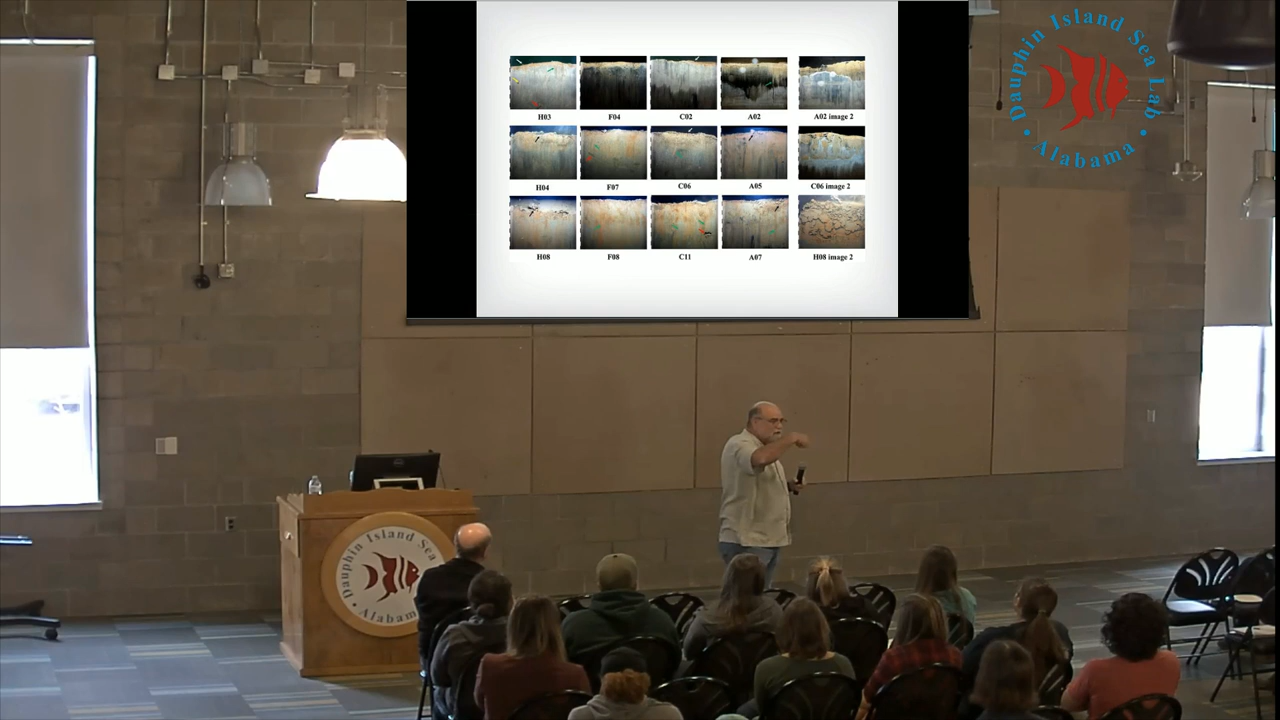 H03 F04 C02 A02 A02 image 2
H04 F07 C06 A05 C06 image 2
H08 F08 C11 A07 H08 image 2
Dauphin Island Sea Lab
• Alabama •
Dauphin Island Sea Lab
• Alabama